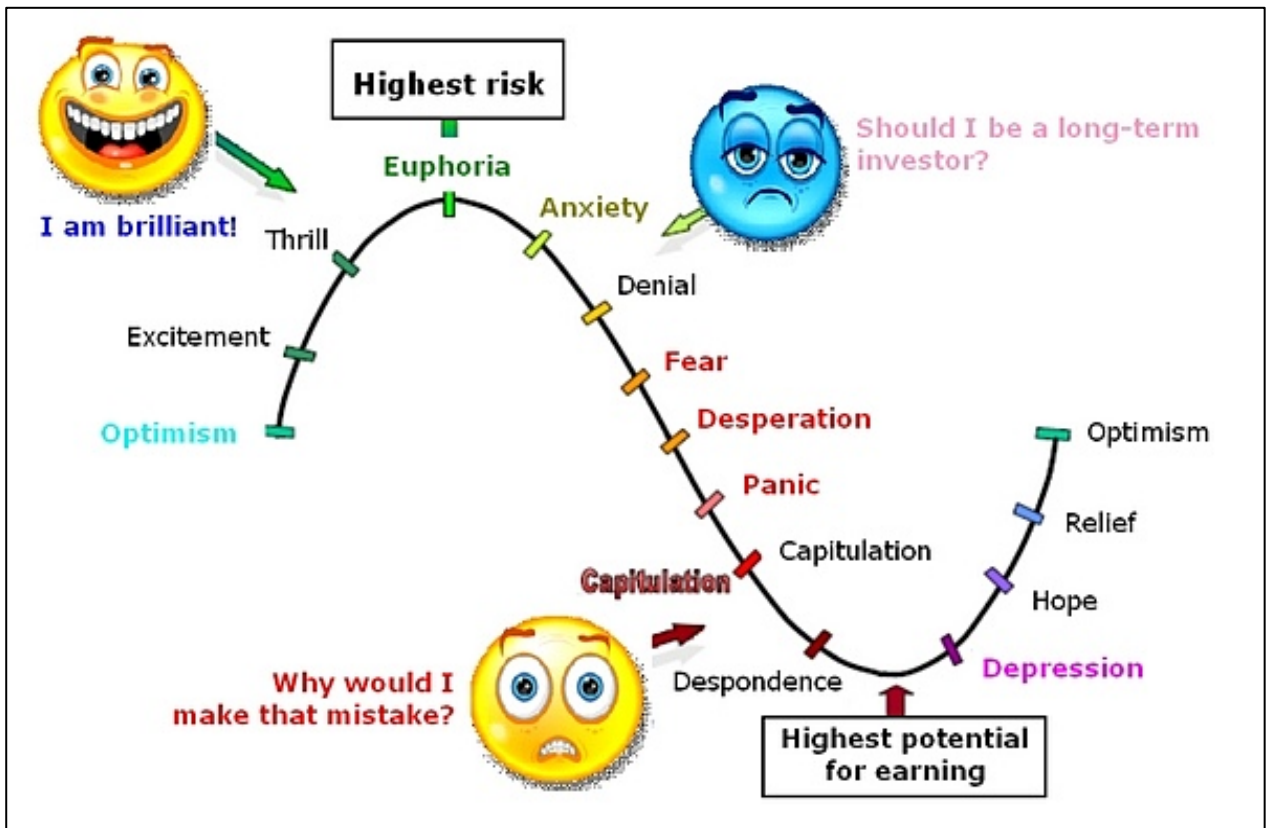 Highest risk
Euphoria
I am brilliant!
Thrill
Excitement
Optimism
Anxiety
Should I be a long-term
investor?
Denial
Fear
Desperation
Panic
Capitulation
Capitulation
Why would I
make that mistake?
Despondence
Highest potential
for earning
Depression
Hope
Relief
Optimism